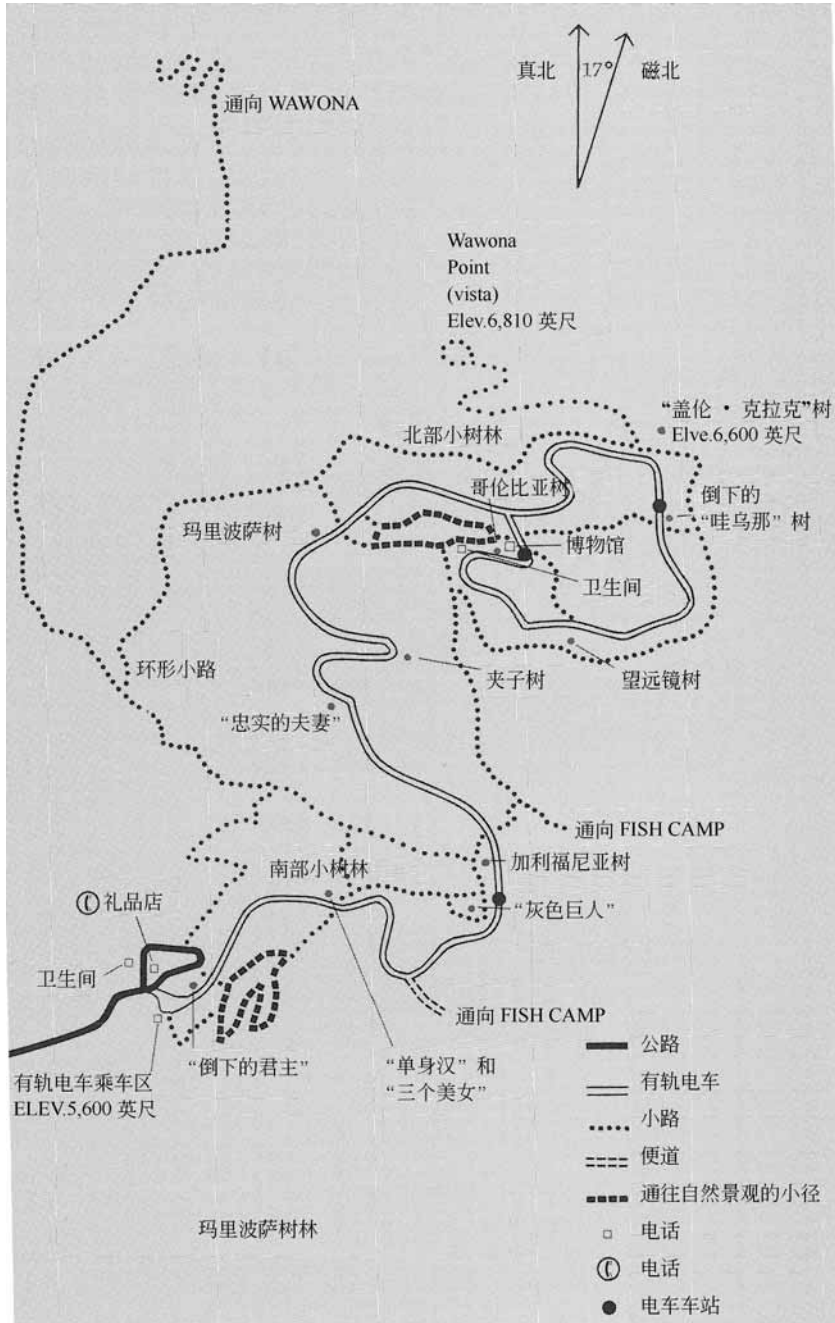 真北
17°
磁北
通向 WAWONA
Wawona
Point
(vista)
Elev.6,810 英尺
“盖伦·克拉克”树
Elve.6,600 英尺
北部小树林
哥伦比亚树
倒下的
“哇乌那”树
玛里波萨树
博物馆
卫生间
环形小路
夹子树
望远镜树
“忠实的夫妻”
通向 FISH CAMP
南部小树林
加利福尼亚树
礼品店
“灰色巨人”
卫生间
通向 FISH CAMP
“倒下的君主”
“单身汉”和
“三个美女”
有轨电车乘车区
ELEV.5,600 英尺
公路
有轨电车
小路
便道
通往自然景观的小径
电话
电话
电车车站
玛里波萨树林